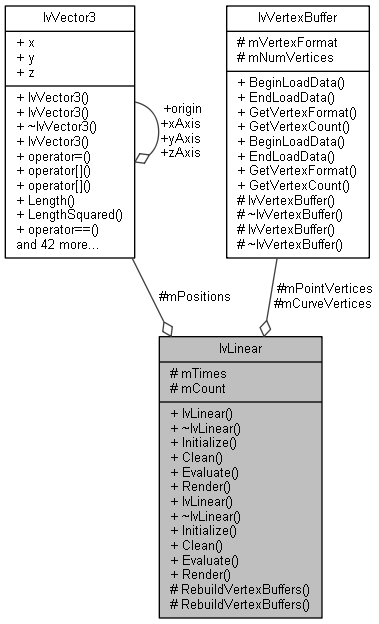 IvVector3
+ x
+ y
+ z
+ IvVector3()
+ IvVector3()
+ ~IvVector3()
+ IvVector3()
+ operator=()
+ operator[]()
+ operator[]()
+ Length()
+ LengthSquared()
+ operator==()
and 42 more...
+origin
+xAxis
+yAxis
+zAxis
IvVertexBuffer
# mVertexFormat
# mNumVertices
+ BeginLoadData()
+ EndLoadData()
+ GetVertexFormat()
+ GetVertexCount()
+ BeginLoadData()
+ EndLoadData()
+ GetVertexFormat()
+ GetVertexCount()
# IvVertexBuffer()
# ~IvVertexBuffer()
# IvVertexBuffer()
# ~IvVertexBuffer()
#mPositions
#mPointVertices
#mCurveVertices
IvLinear
# mTimes
# mCount
+ IvLinear()
+ ~IvLinear()
+ Initialize()
+ Clean()
+ Evaluate()
+ Render()
+ IvLinear()
+ ~IvLinear()
+ Initialize()
+ Clean()
+ Evaluate()
+ Render()
# RebuildVertexBuffers()
# RebuildVertexBuffers()